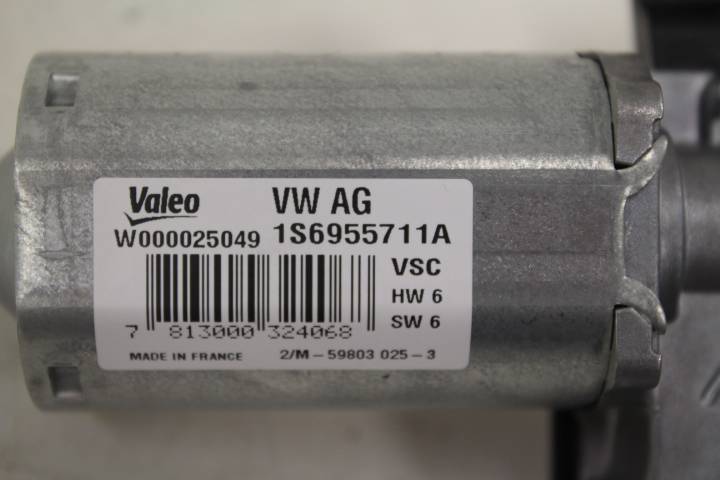 Valeo VW AG
W000025049 1S6955711A
VSC
HW 6
SW 6
7 813000 324068
MADE IN FRANCE 2/M-59803 025-3